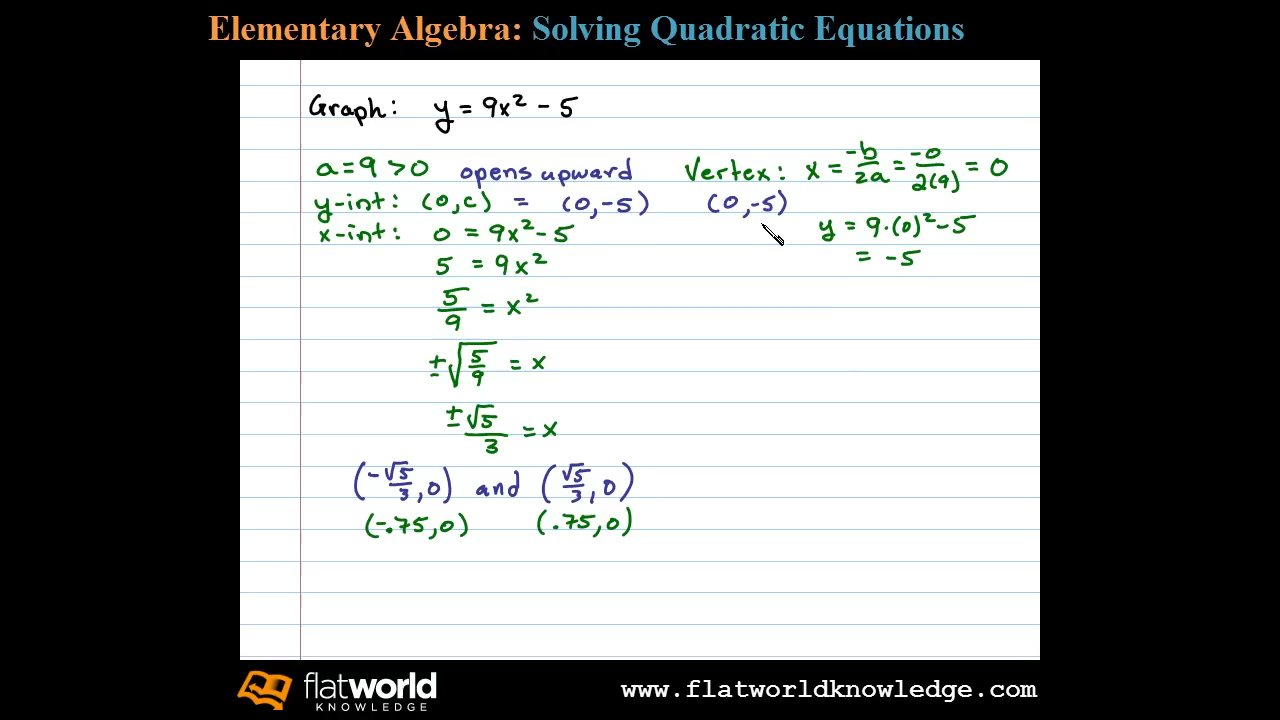 Elementary Algebra: Solving Quadratic Equations
Graph: y = 9x² - 5
a = 9 > 0 opens upward
y-int: (0, c) = (0, -5)
x-int: 0 = 9x² - 5
5 = 9x²
5/9 = x²
±√(5/9) = x
±√5/3 = x
(-√5/3, 0) and (√5/3, 0)
(-.75, 0) (.75, 0)
Vertex: x = -b/2a = -0/2(9) = 0
(0, -5)
y = 9·(0)² - 5
= -5
flatworld
KNOWLEDGE
www.flatworldknowledge.com